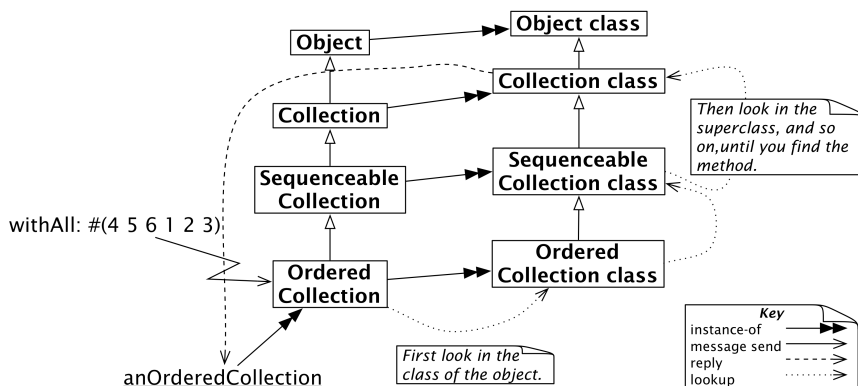 Object
Object class
Collection class
Collection
Then look in the
superclass, and so
on,until you find the
method.
Sequenceable
Collection class
Sequenceable
Collection
withAll: #(4 5 6 1 2 3)
Ordered
Collection class
Ordered
Collection
First look in the
class of the object.
anOrderedCollection
Key
instance-of
message send
reply
lookup